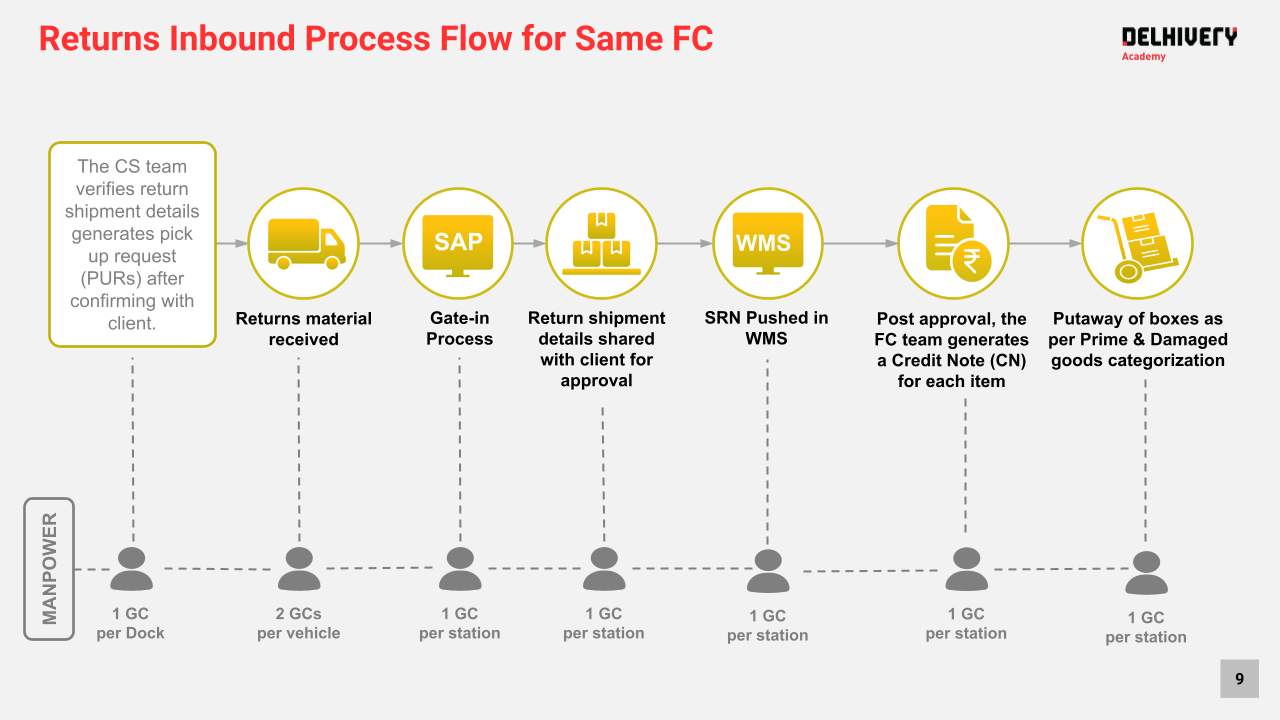 Returns Inbound Process Flow for Same FC
DELHIVERY
Academy
The CS team
verifies return
shipment details
generates pick
up request
(PURs) after
confirming with
client.
SAP
WMS
₹
Returns material
received
Gate-in
Process
Return shipment
details shared
with client for
approval
SRN Pushed in
WMS
Post approval, the
FC team generates
a Credit Note (CN)
for each item
Putaway of boxes as
per Prime & Damaged
goods categorization
MANPOWER
1 GC
per Dock
2 GCs
per vehicle
1 GC
per station
1 GC
per station
1 GC
per station
1 GC
per station
1 GC
per station
9